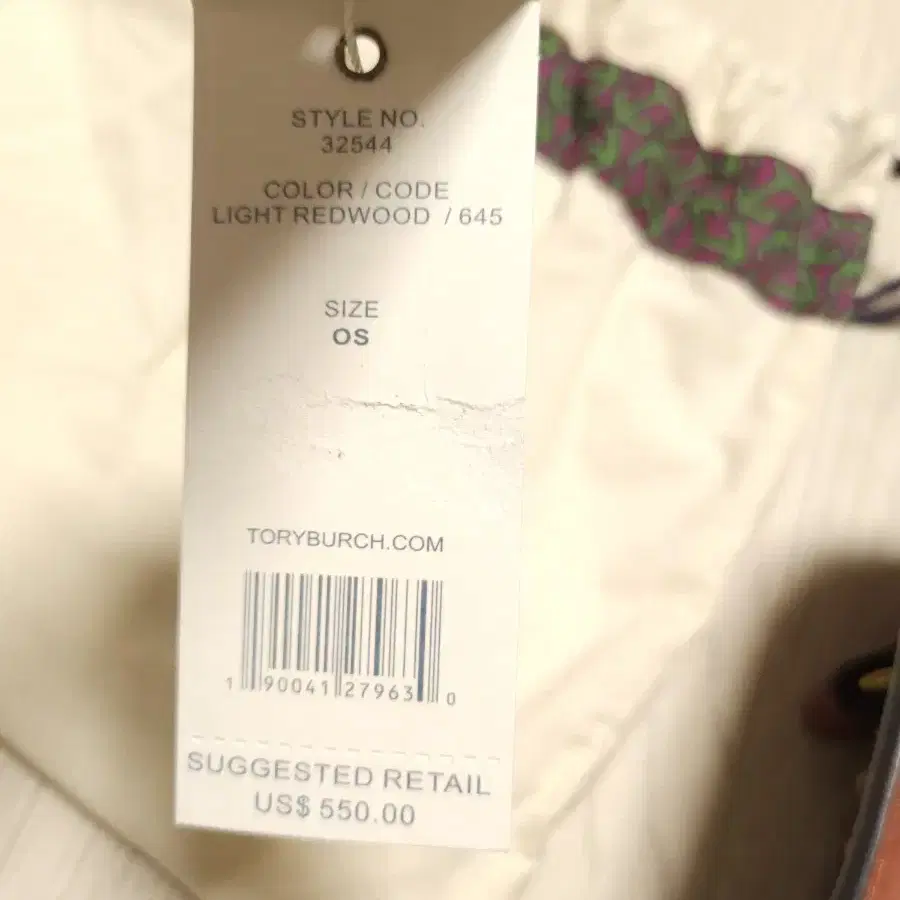 STYLE NO.
32544
COLOR / CODE
LIGHT REDWOOD / 645
SIZE
OS
TORYBURCH.COM
1 90041 27963 0
SUGGESTED RETAIL
US$ 550.00